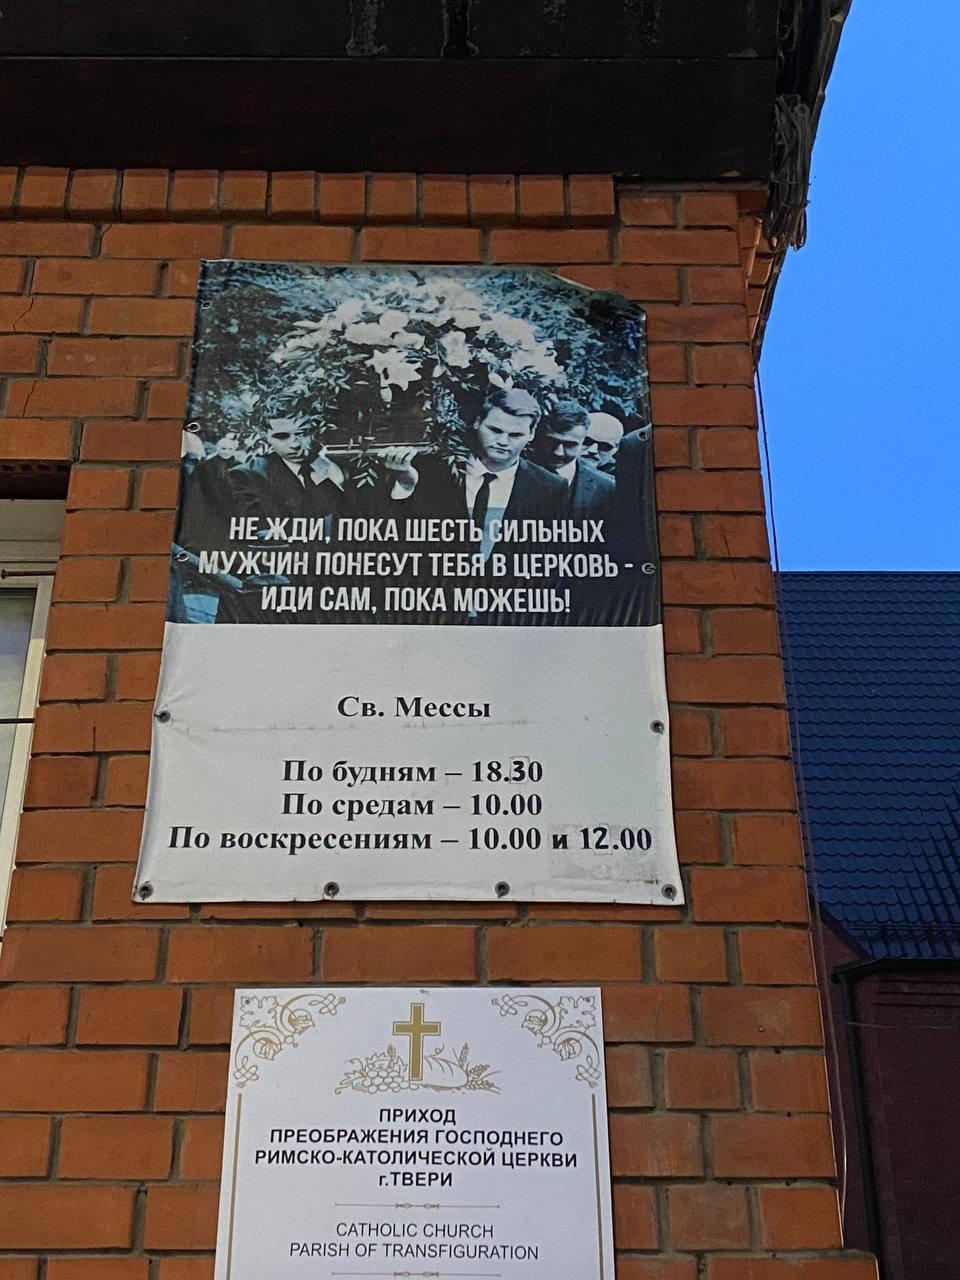 НЕ ЖДИ, ПОКА ШЕСТЬ СИЛЬНЫХ
МУЖЧИН ПОНЕСУТ ТЕБЯ В ЦЕРКОВЬ -
ИДИ САМ, ПОКА МОЖЕШЬ!
Св. Мессы
По будням – 18.30
По средам – 10.00
По воскресениям – 10.00 и 12.00
ПРИХОД
ПРЕОБРАЖЕНИЯ ГОСПОДНЕГО
РИМСКО-КАТОЛИЧЕСКОЙ ЦЕРКВИ
г.ТВЕРИ
CATHOLIC CHURCH
PARISH OF TRANSFIGURATION